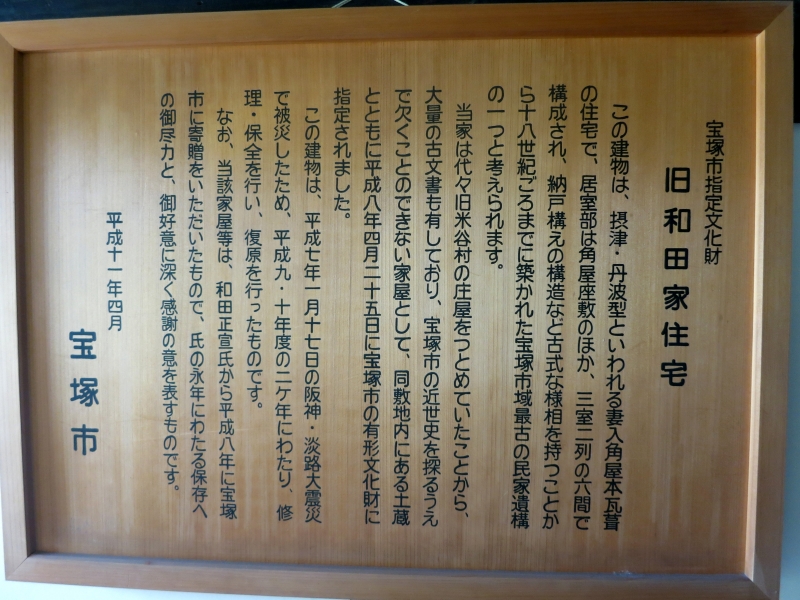 宝塚市指定文化財
旧和田家住宅
この建物は、摂津・丹波型といわれる妻入角屋本瓦葺
の住宅で、居室部は角屋座敷のほか、三室二列の六間で
構成され、納戸構えの構造など古式な様相を持つことか
ら十八世紀ごろまでに築かれた宝塚市域最古の民家遺構
の一つと考えられます。
当家は代々旧米谷村の庄屋をつとめていたことから、
大量の古文書も有しており、宝塚市の近世史を探るうえ
で欠くことのできない家屋として、同敷地内にある土蔵
とともに平成八年四月二十五日に宝塚市の有形文化財に
指定されました。
この建物は、平成七年一月十七日の阪神・淡路大震災
で被災したため、平成九・十年度の二ケ年にわたり、修
理・保全を行い、復原を行ったものです。
なお、当該家屋等は、和田正宣氏から平成八年に宝塚
市に寄贈をいただいたもので、氏の永年にわたる保存へ
の御尽力と、御好意に深く感謝の意を表すものです。
平成十一年四月
宝塚市